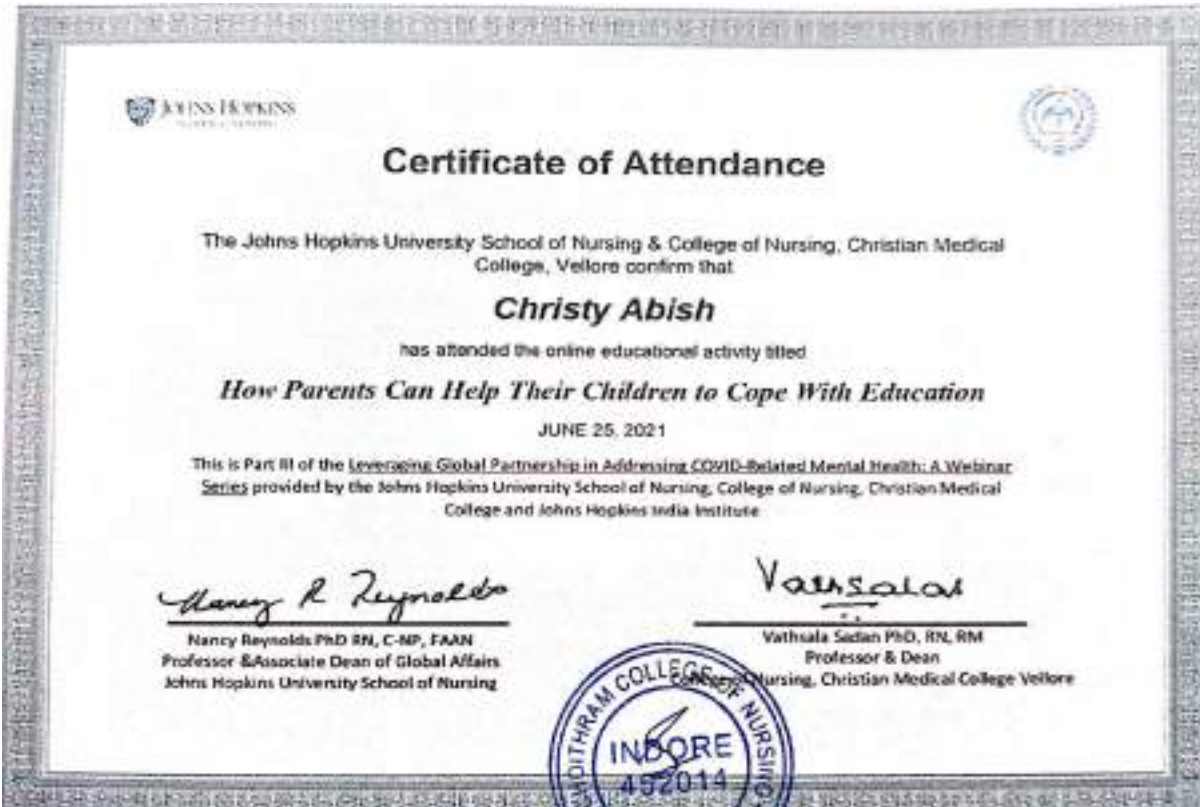 JOHNS HOPKINS
Certificate of Attendance
The Johns Hopkins University School of Nursing & College of Nursing, Christian Medical
College, Vellore confirm that
Christy Abish
has attended the online educational activity titled
How Parents Can Help Their Children to Cope With Education
JUNE 25, 2021
This is Part III of the Leveraging Global Partnership in Addressing COVID-Related Mental Health: A Webinar
Series provided by the Johns Hopkins University School of Nursing, College of Nursing, Christian Medical
College and Johns Hopkins India Institute
Nancy R Reynolds
Vathsalas
Nancy Reynolds PhD RN, C-NP, FAAN
Professor &Associate Dean of Global Affairs
Johns Hopkins University School of Nursing
Vathsala Sadan PhD, RN, RM
Professor & Dean
College of Nursing, Christian Medical College Vellore
CHOITHRAM COLLEGE OF NURSING
INDORE
452014